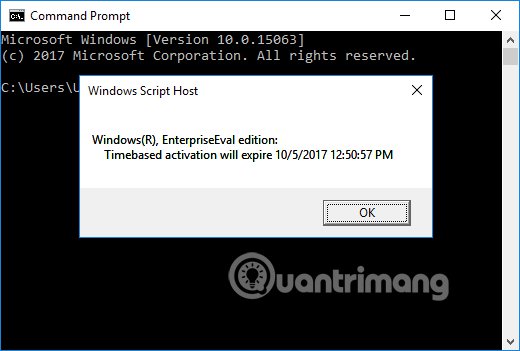 Command Prompt
Microsoft Windows [Version 10.0.15063]
(c) 2017 Microsoft Corporation. All rights reserved.
C:\Users\U
Windows Script Host
Windows(R), EnterpriseEval edition:
Timebased activation will expire 10/5/2017 12:50:57 PM
OK
Quantrimang